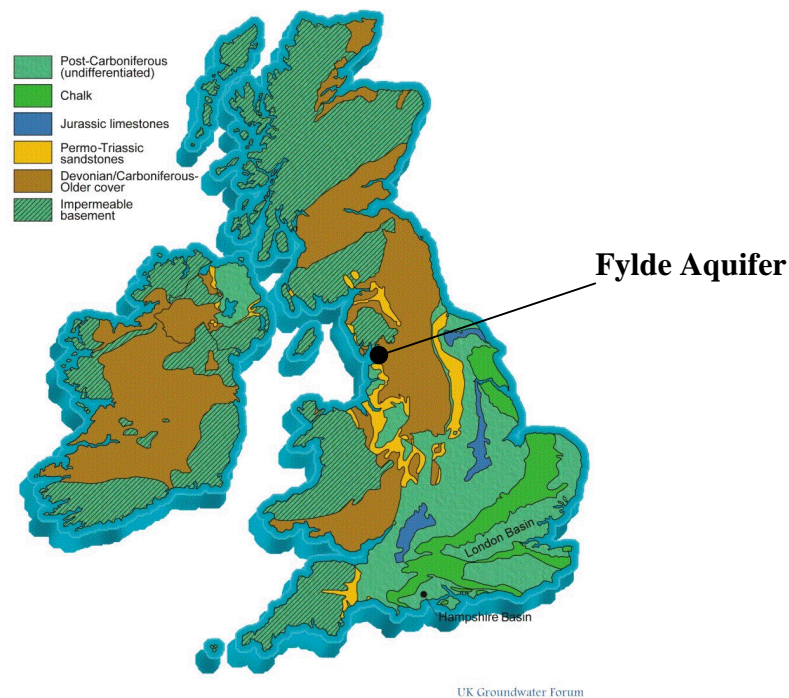 Post-Carboniferous
(undifferentiated)
Chalk
Jurassic limestones
Permo-Triassic
sandstones
Devonian/Carboniferous-
Older cover
Impermeable
basement
Fylde Aquifer
London Basin
Hampshire Basin
UK Groundwater Forum